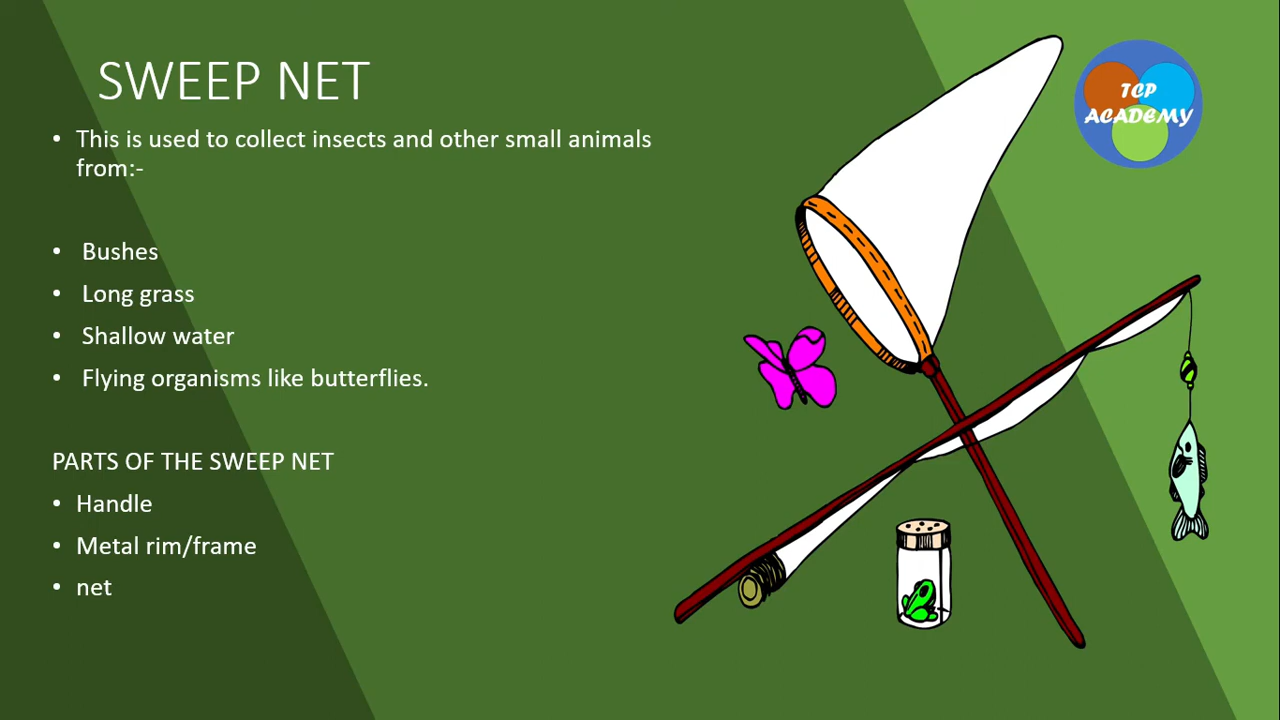 SWEEP NET
• This is used to collect insects and other small animals
from:-
• Bushes
• Long grass
• Shallow water
• Flying organisms like butterflies.
PARTS OF THE SWEEP NET
• Handle
• Metal rim/frame
• net
TCP
ACADEMY